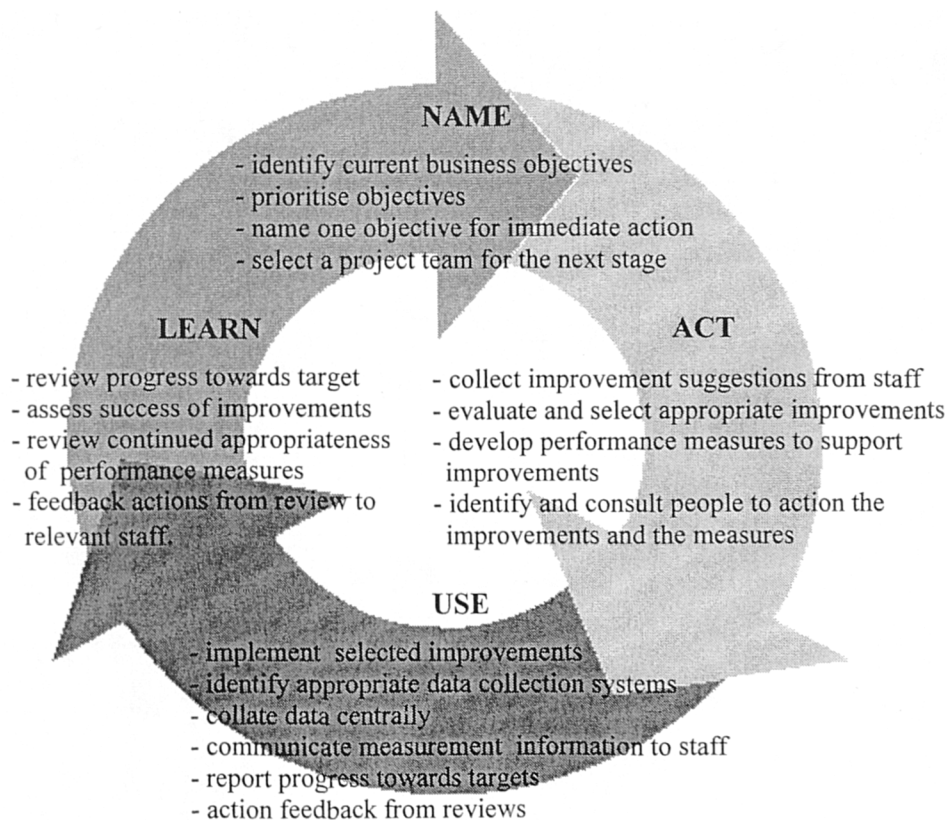 NAME
- identify current business objectives
- prioritise objectives
- name one objective for immediate action
- select a project team for the next stage
LEARN
- review progress towards target
- assess success of improvements
- review continued appropriateness
of performance measures
- feedback actions from review to
relevant staff.
ACT
- collect improvement suggestions from staff
- evaluate and select appropriate improvements
- develop performance measures to support
improvements
- identify and consult people to action the
improvements and the measures
USE
- implement selected improvements
- identify appropriate data collection systems
- collate data centrally
- communicate measurement information to staff
- report progress towards targets
- action feedback from reviews